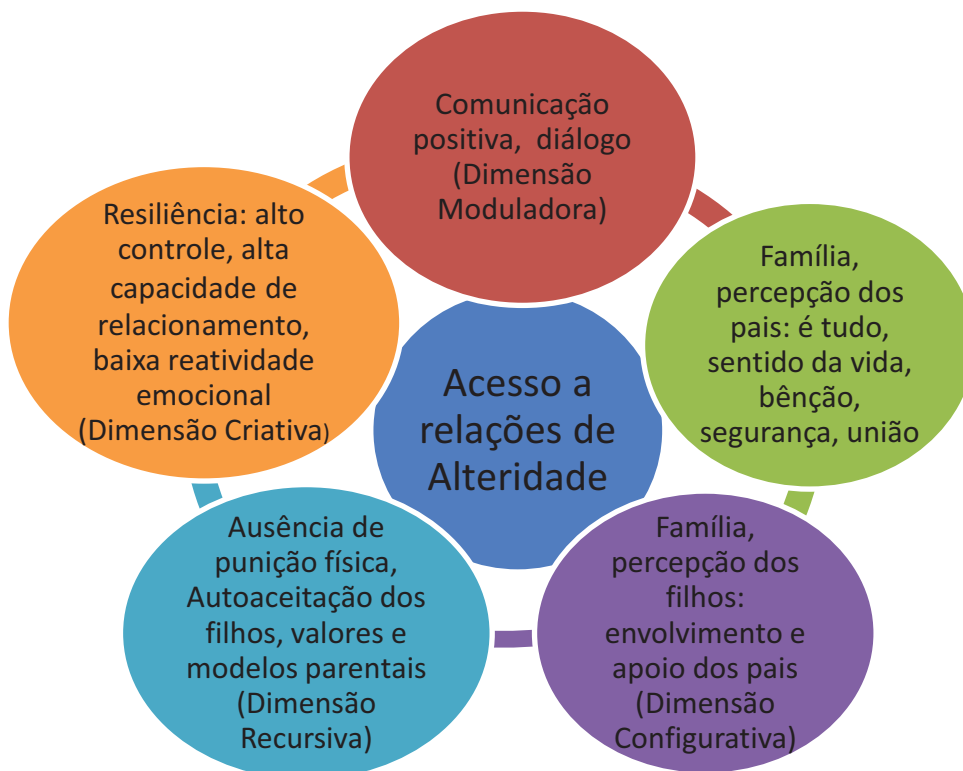 Comunicação
positiva, diálogo
(Dimensão
Moduladora)
Família,
percepção dos
pais: é tudo,
sentido da vida,
bênção,
segurança, união
Família,
percepção dos
filhos:
envolvimento e
apoio dos pais
(Dimensão
Configurativa)
Ausência de
punição física,
Autoaceitação dos
filhos, valores e
modelos parentais
(Dimensão
Recursiva)
Resiliência: alto
controle, alta
capacidade de
relacionamento,
baixa reatividade
emocional
(Dimensão Criativa)
Acesso a
relações de
Alteridade